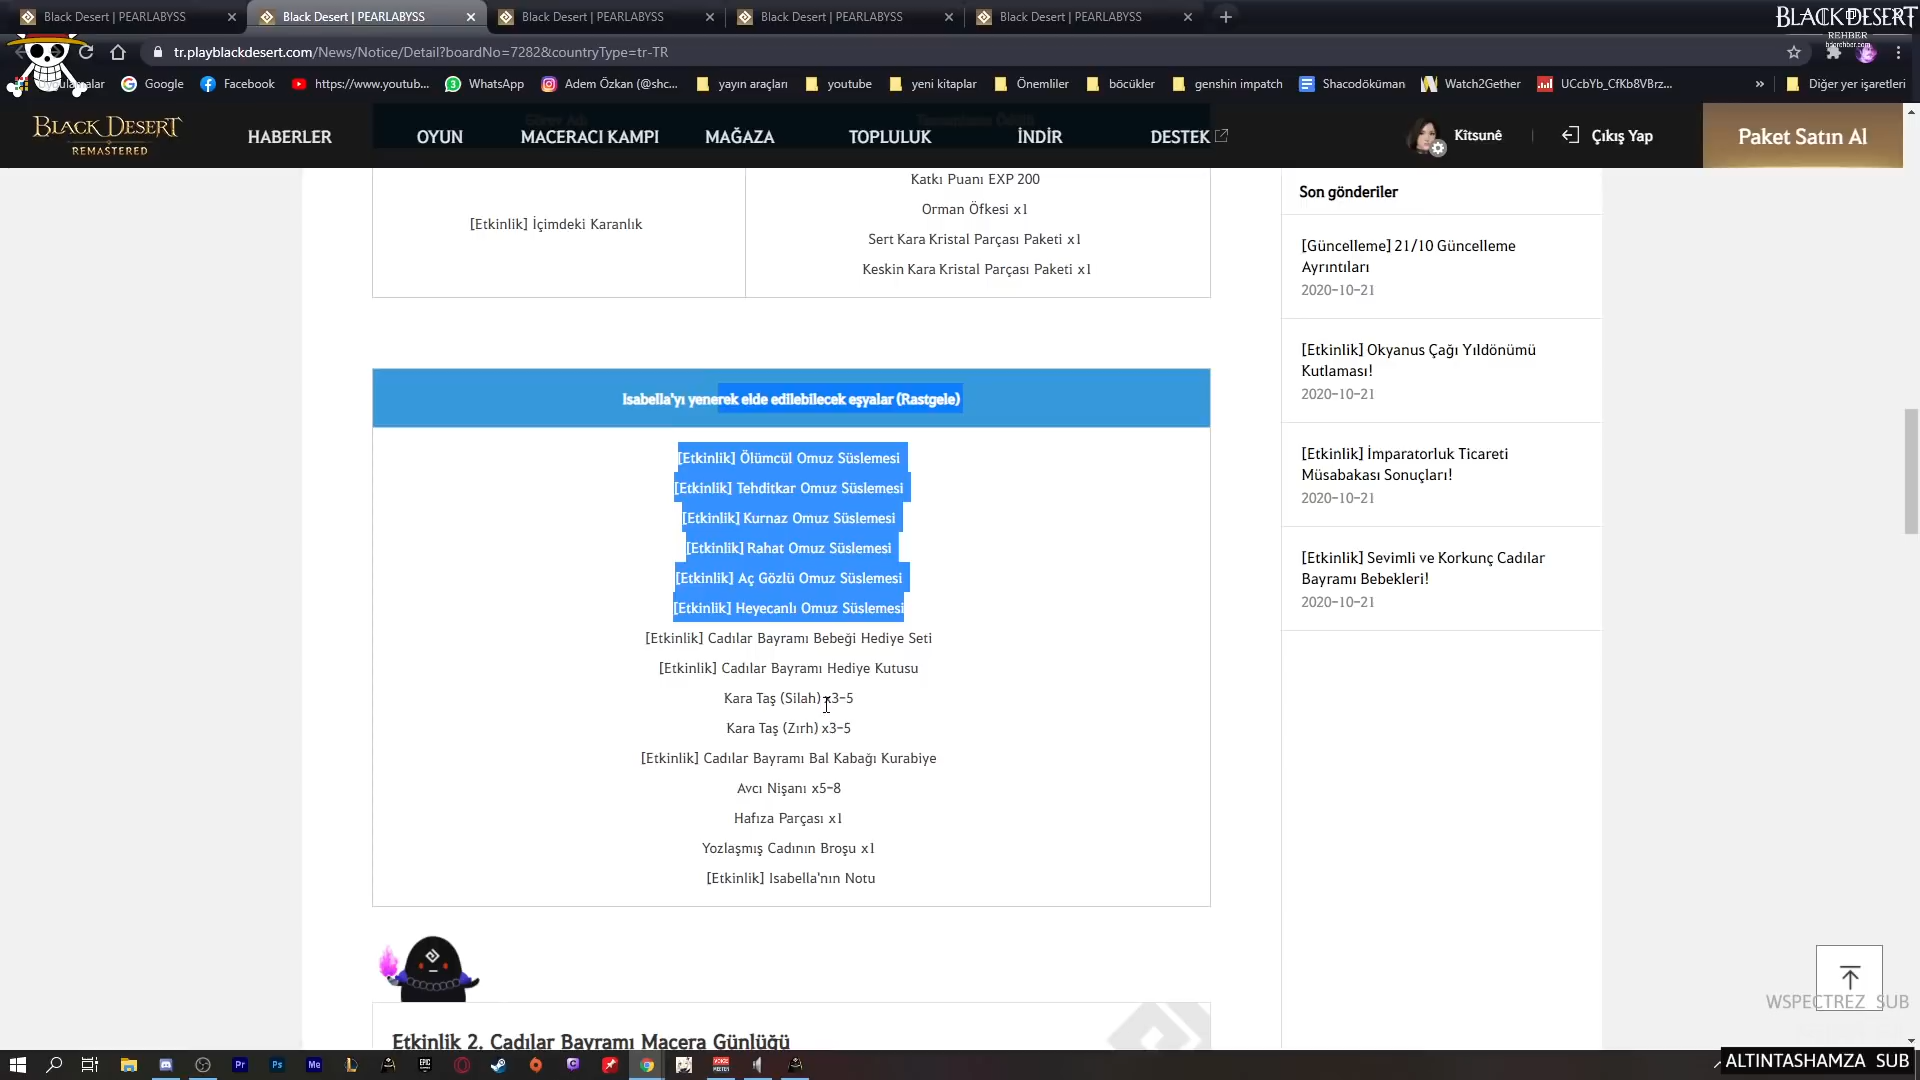 Black Desert | PEARLABYSS
Black Desert | PEARLABYSS
Black Desert | PEARLABYSS
Black Desert | PEARLABYSS
Black Desert | PEARLABYSS
BLACK DESERT
REHBER
tr.playblackdesert.com/News/Notice/Detail?boardNo=7282&countryType=tr-TR
Google
Facebook
https://www.youtub...
WhatsApp
Adem Özkan (@shc...
yayın araçları
youtube
yeni kitaplar
Önemliler
böcükler
genshin impatch
Shacodöküman
Watch2Gether
UCcbYb_CfKb8VBrz...
»
Diğer yer işaretleri
BLACK DESERT
REMASTERED
HABERLER
OYUN
MACERACI KAMPI
MAĞAZA
TOPLULUK
İNDİR
DESTEK
Kitsunê
Çıkış Yap
Paket Satın Al
Katkı Puanı EXP 200
[Etkinlik] İçimdeki Karanlık
Orman Öfkesi x1
Sert Kara Kristal Parçası Paketi x1
Keskin Kara Kristal Parçası Paketi x1
Isabella'yı yenerek elde edilebilecek eşyalar (Rastgele)
[Etkinlik] Ölümcül Omuz Süslemesi
[Etkinlik] Tehditkar Omuz Süslemesi
[Etkinlik] Kurnaz Omuz Süslemesi
[Etkinlik] Rahat Omuz Süslemesi
[Etkinlik] Aç Gözlü Omuz Süslemesi
[Etkinlik] Heyecanlı Omuz Süslemesi
[Etkinlik] Cadılar Bayramı Bebeği Hediye Seti
[Etkinlik] Cadılar Bayramı Hediye Kutusu
Kara Taş (Silah) x3-5
Kara Taş (Zırh) x3-5
[Etkinlik] Cadılar Bayramı Bal Kabağı Kurabiye
Avcı Nişanı x5-8
Hafıza Parçası x1
Yozlaşmış Cadının Broşu x1
[Etkinlik] Isabella'nın Notu
Etkinlik 2. Cadılar Bayramı Macera Günlüğü
Son gönderiler
[Güncelleme] 21/10 Güncelleme
Ayrıntıları
2020-10-21
[Etkinlik] Okyanus Çağı Yıldönümü
Kutlaması!
2020-10-21
[Etkinlik] İmparatorluk Ticareti
Müsabakası Sonuçları!
2020-10-21
[Etkinlik] Sevimli ve Korkunç Cadılar
Bayramı Bebekleri!
2020-10-21
WSPECTREZ SUB
ALTINTASHAMZA SUB